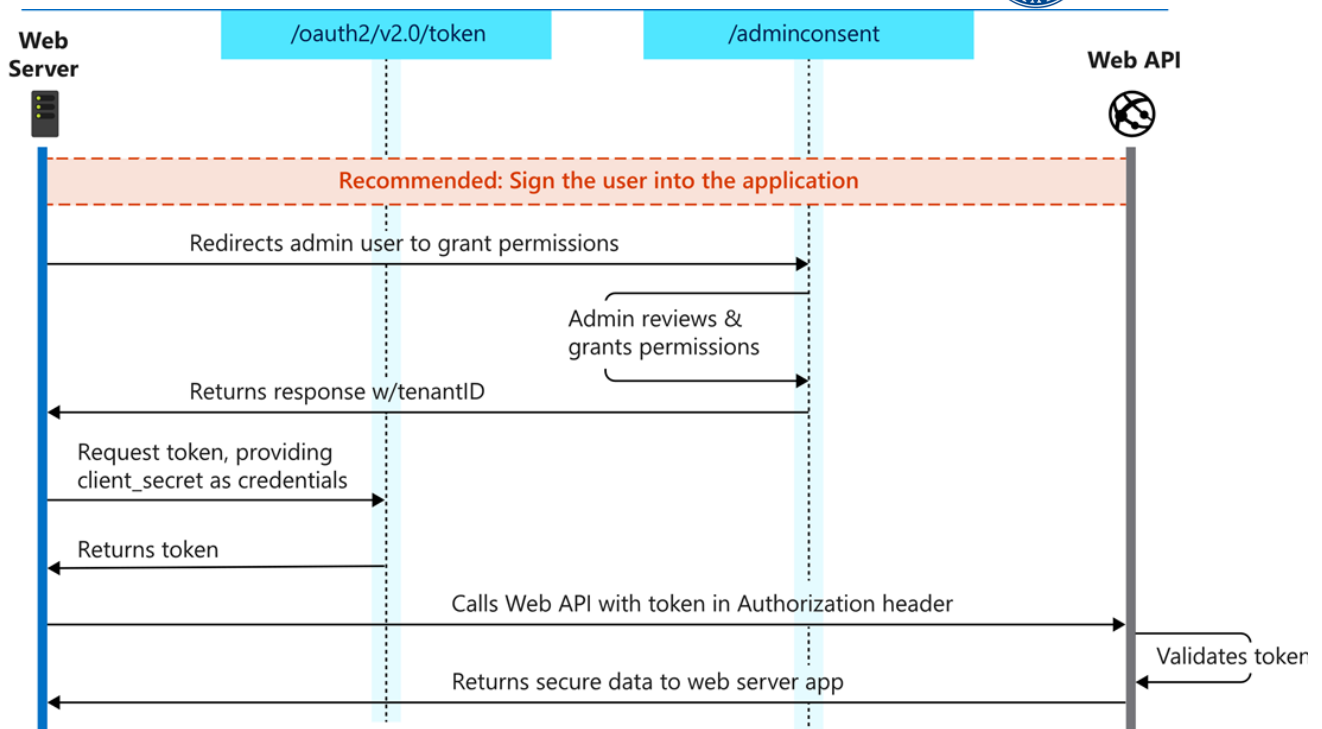 Web
Server
/oauth2/v2.0/token
/adminconsent
Web API
Recommended: Sign the user into the application
Redirects admin user to grant permissions
Admin reviews &
grants permissions
Returns response w/tenantID
Request token, providing
client_secret as credentials
Returns token
Calls Web API with token in Authorization header
Validates token
Returns secure data to web server app